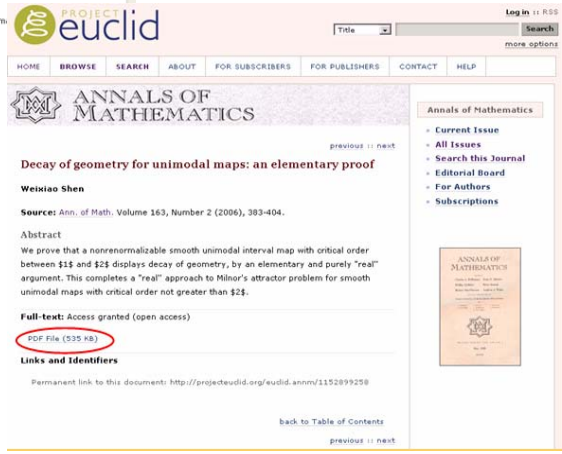 PROJECT
euclid
Log in :: RSS
Title
Search
more options
HOME BROWSE SEARCH ABOUT FOR SUBSCRIBERS FOR PUBLISHERS CONTACT HELP
ANNALS OF
MATHEMATICS
previous :: next
Decay of geometry for unimodal maps: an elementary proof
Weixiao Shen
Source: Ann. of Math. Volume 163, Number 2 (2006), 383-404.
Abstract
We prove that a nonrenormalizable smooth unimodal interval map with critical order
between $1$ and $2$ displays decay of geometry, by an elementary and purely "real"
argument. This completes a "real" approach to Milnor's attractor problem for smooth
unimodal maps with critical order not greater than $2$.
Full-text: Access granted (open access)
PDF File (535 KB)
Links and Identifiers
Permanent link to this document: http://projecteuclid.org/euclid.annm/1152899258
back to Table of Contents
previous :: next
Annals of Mathematics
Current Issue
All Issues
Search this Journal
Editorial Board
For Authors
Subscriptions
ANNALS OF
MATHEMATICS